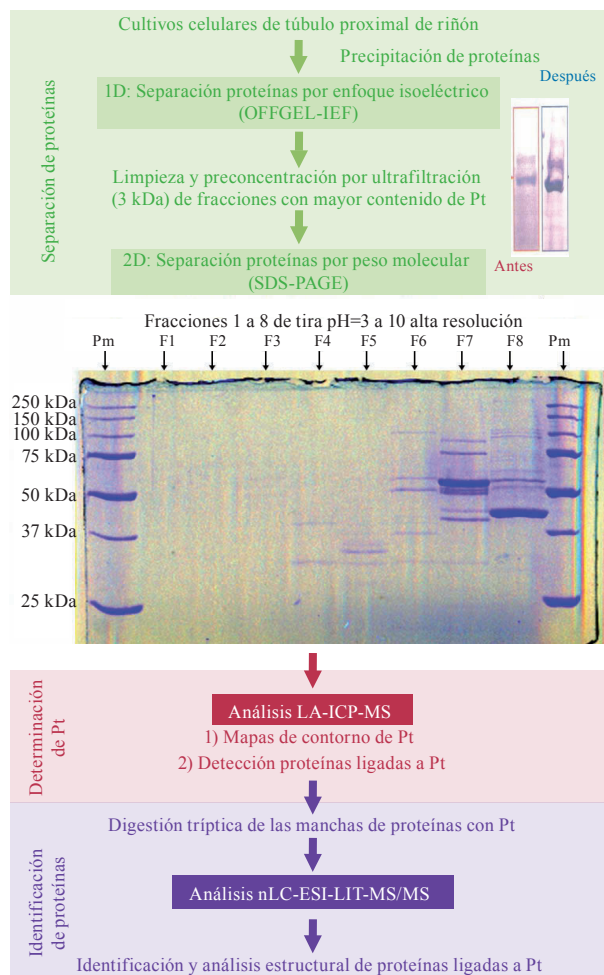 Cultivos celulares de túbulo proximal de riñón
Precipitación de proteínas
Después
1D: Separación proteínas por enfoque isoeléctrico
(OFFGEL-IEF)
Separación de proteínas
Limpieza y preconcentración por ultrafiltración
(3 kDa) de fracciones con mayor contenido de Pt
2D: Separación proteínas por peso molecular
(SDS-PAGE)
Antes
Fracciones 1 a 8 de tira pH=3 a 10 alta resolución
Pm F1 F2 F3 F4 F5 F6 F7 F8 Pm
250 kDa
150 kDa
100 kDa
75 kDa
50 kDa
37 kDa
25 kDa
Determinación
de Pt
Análisis LA-ICP-MS
1) Mapas de contorno de Pt
2) Detección proteínas ligadas a Pt
Identificación
de proteínas
Digestión tríptica de las manchas de proteínas con Pt
Análisis nLC-ESI-LIT-MS/MS
Identificación y análisis estructural de proteínas ligadas a Pt